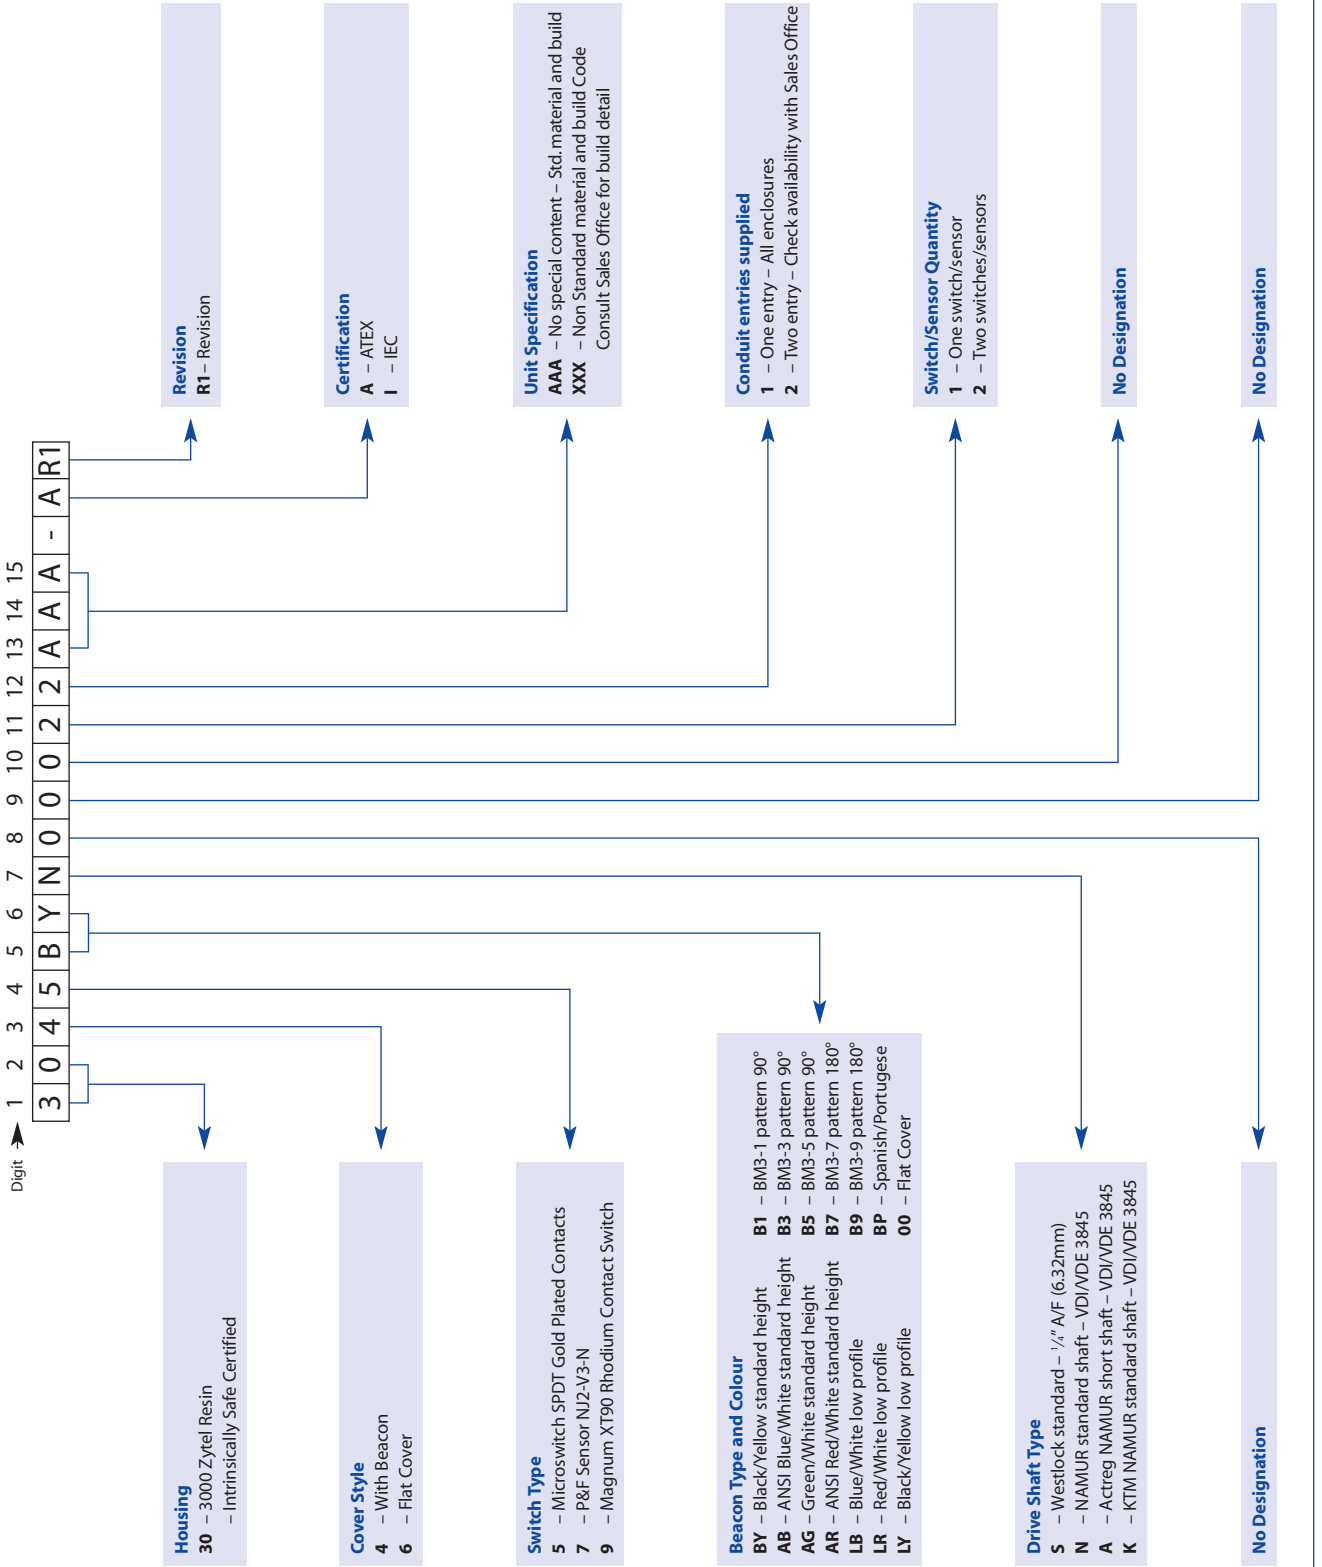 Digit
1 2 3 4 5 6 7 8 9 10 11 12 13 14 15
3 0 4 5 B Y N 0 0 0 2 2 A A A - A R1
Housing
30 – 3000 Zytel Resin
– Intrinsically Safe Certified
Cover Style
4 – With Beacon
6 – Flat Cover
Switch Type
5 – Microswitch SPDT Gold Plated Contacts
7 – P&F Sensor NJ2-V3-N
9 – Magnum XT90 Rhodium Contact Switch
Beacon Type and Colour
BY – Black/Yellow standard height
AB – ANSI Blue/White standard height
AG – Green/White standard height
AR – ANSI Red/White standard height
LB – Blue/White low profile
LR – Red/White low profile
LY – Black/Yellow low profile
B1 – BM3-1 pattern 90°
B3 – BM3-3 pattern 90°
B5 – BM3-5 pattern 90°
B7 – BM3-7 pattern 180°
B9 – BM3-9 pattern 180°
BP – Spanish/Portugese
00 – Flat Cover
Drive Shaft Type
S – Westlock standard – 1/4" A/F (6.32mm)
N – NAMUR standard shaft – VDI/VDE 3845
A – Actreg NAMUR short shaft – VDI/VDE 3845
K – KTM NAMUR standard shaft – VDI/VDE 3845
No Designation
Revision
R1 – Revision
Certification
A – ATEX
I – IEC
Unit Specification
AAA – No special content – Std. material and build
XXX – Non Standard material and build Code
Consult Sales Office for build detail
Conduit entries supplied
1 – One entry – All enclosures
2 – Two entry – Check availability with Sales Office
Switch/Sensor Quantity
1 – One switch/sensor
2 – Two switches/sensors
No Designation
No Designation